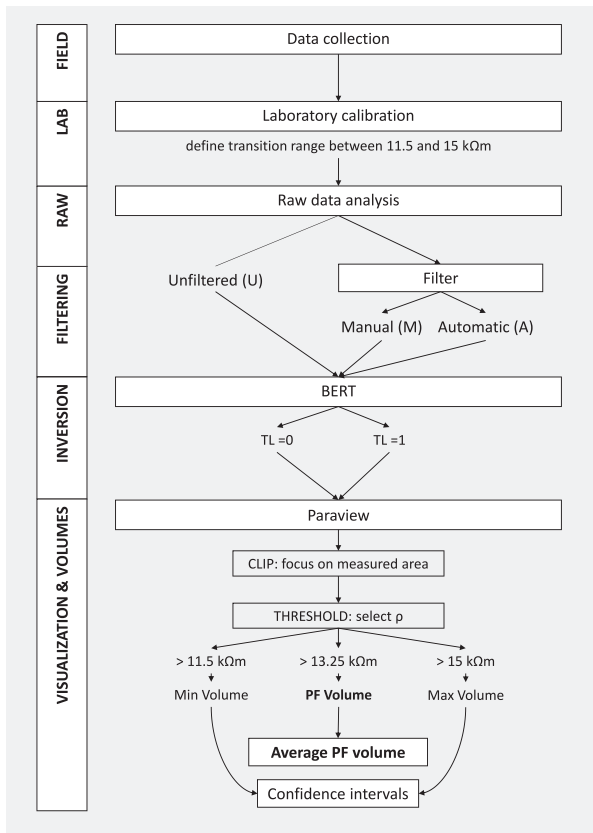 FIELD
Data collection
LAB
Laboratory calibration
define transition range between 11.5 and 15 kΩm
RAW
Raw data analysis
FILTERING
Unfiltered (U)
Filter
Manual (M)
Automatic (A)
INVERSION
BERT
TL =0
TL =1
VISUALIZATION & VOLUMES
Paraview
CLIP: focus on measured area
THRESHOLD: select ρ
> 11.5 kΩm
> 13.25 kΩm
> 15 kΩm
Min Volume
PF Volume
Max Volume
Average PF volume
Confidence intervals